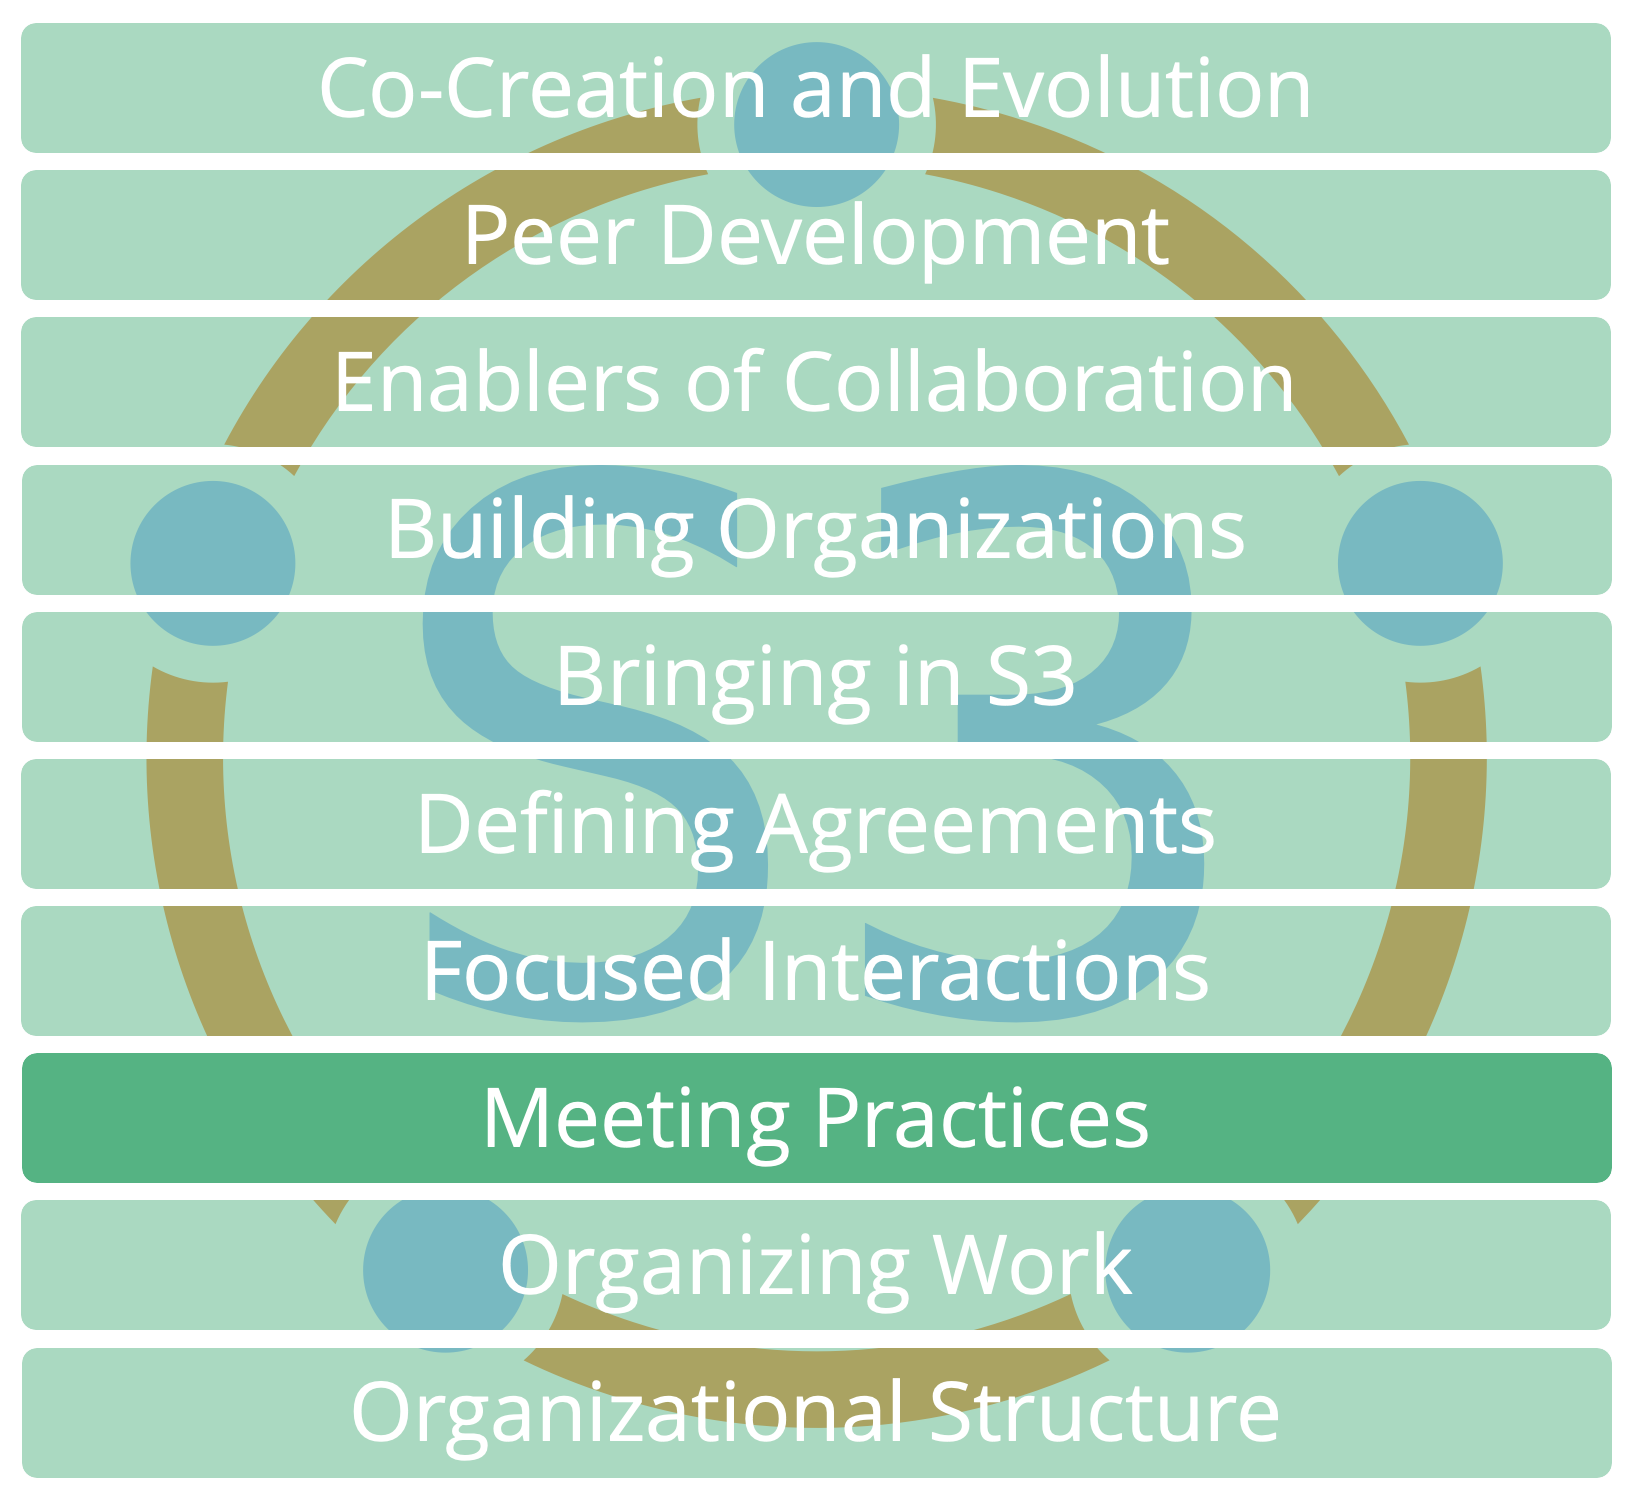 Co-Creation and Evolution
Peer Development
Enablers of Collaboration
Building Organizations
Bringing in S3
Defining Agreements
Focused Interactions
Meeting Practices
Organizing Work
Organizational Structure
S3